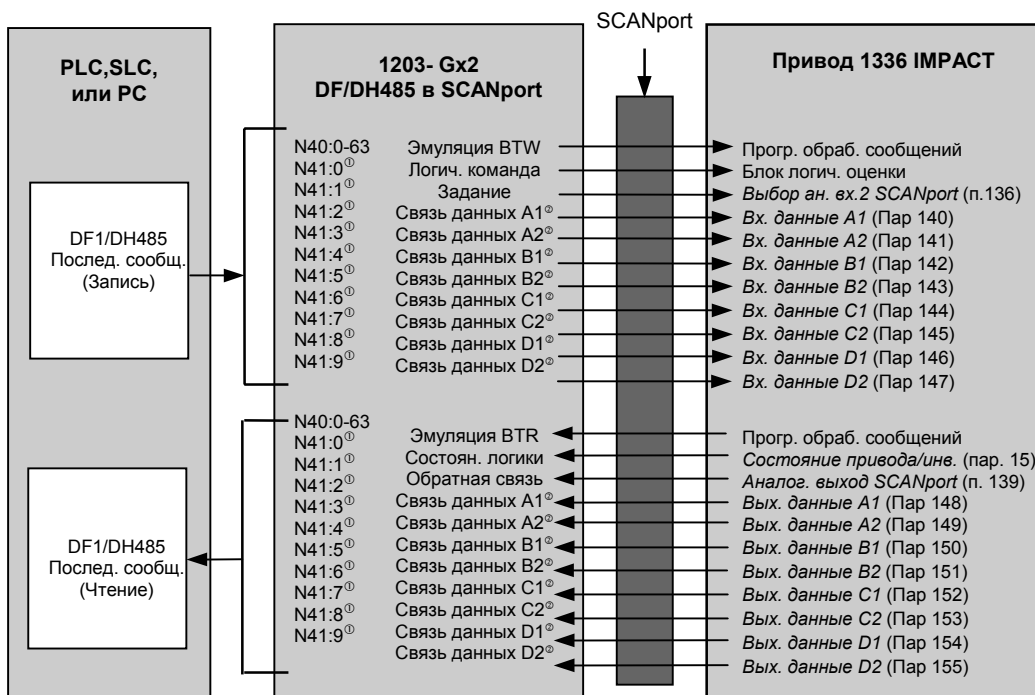 SCANport
PLC,SLC,
или PC
1203- Gx2
DF/DH485 в SCANport
Привод 1336 IMPACT
DF1/DH485
Послед. сообщ.
(Запись)
N40:0-63 Эмуляция BTW Прогр. обраб. сообщений
N41:0① Логич. команда Блок логич. оценки
N41:1① Задание Выбор ан. вх.2 SCANport (п.136)
N41:2① Связь данных A1② Вх. данные A1 (Пар 140)
N41:3① Связь данных A2② Вх. данные A2 (Пар 141)
N41:4① Связь данных B1② Вх. данные B1 (Пар 142)
N41:5① Связь данных B2② Вх. данные B2 (Пар 143)
N41:6① Связь данных C1② Вх. данные C1 (Пар 144)
N41:7① Связь данных C2② Вх. данные C2 (Пар 145)
N41:8① Связь данных D1② Вх. данные D1 (Пар 146)
N41:9① Связь данных D2② Вх. данные D2 (Пар 147)
DF1/DH485
Послед. сообщ.
(Чтение)
N40:0-63 Эмуляция BTR Прогр. обраб. сообщений
N41:0① Состоян. логики Состояние привода/инв. (пар. 15)
N41:1① Обратная связь Аналог. выход SCANport (п. 139)
N41:2① Связь данных A1② Вых. данные A1 (Пар 148)
N41:3① Связь данных A2② Вых. данные A2 (Пар 149)
N41:4① Связь данных B1② Вых. данные B1 (Пар 150)
N41:5① Связь данных B2② Вых. данные B2 (Пар 151)
N41:6① Связь данных C1② Вых. данные C1 (Пар 152)
N41:7① Связь данных C2② Вых. данные C2 (Пар 153)
N41:8① Связь данных D1② Вых. данные D1 (Пар 154)
N41:9① Связь данных D2② Вых. данные D2 (Пар 155)